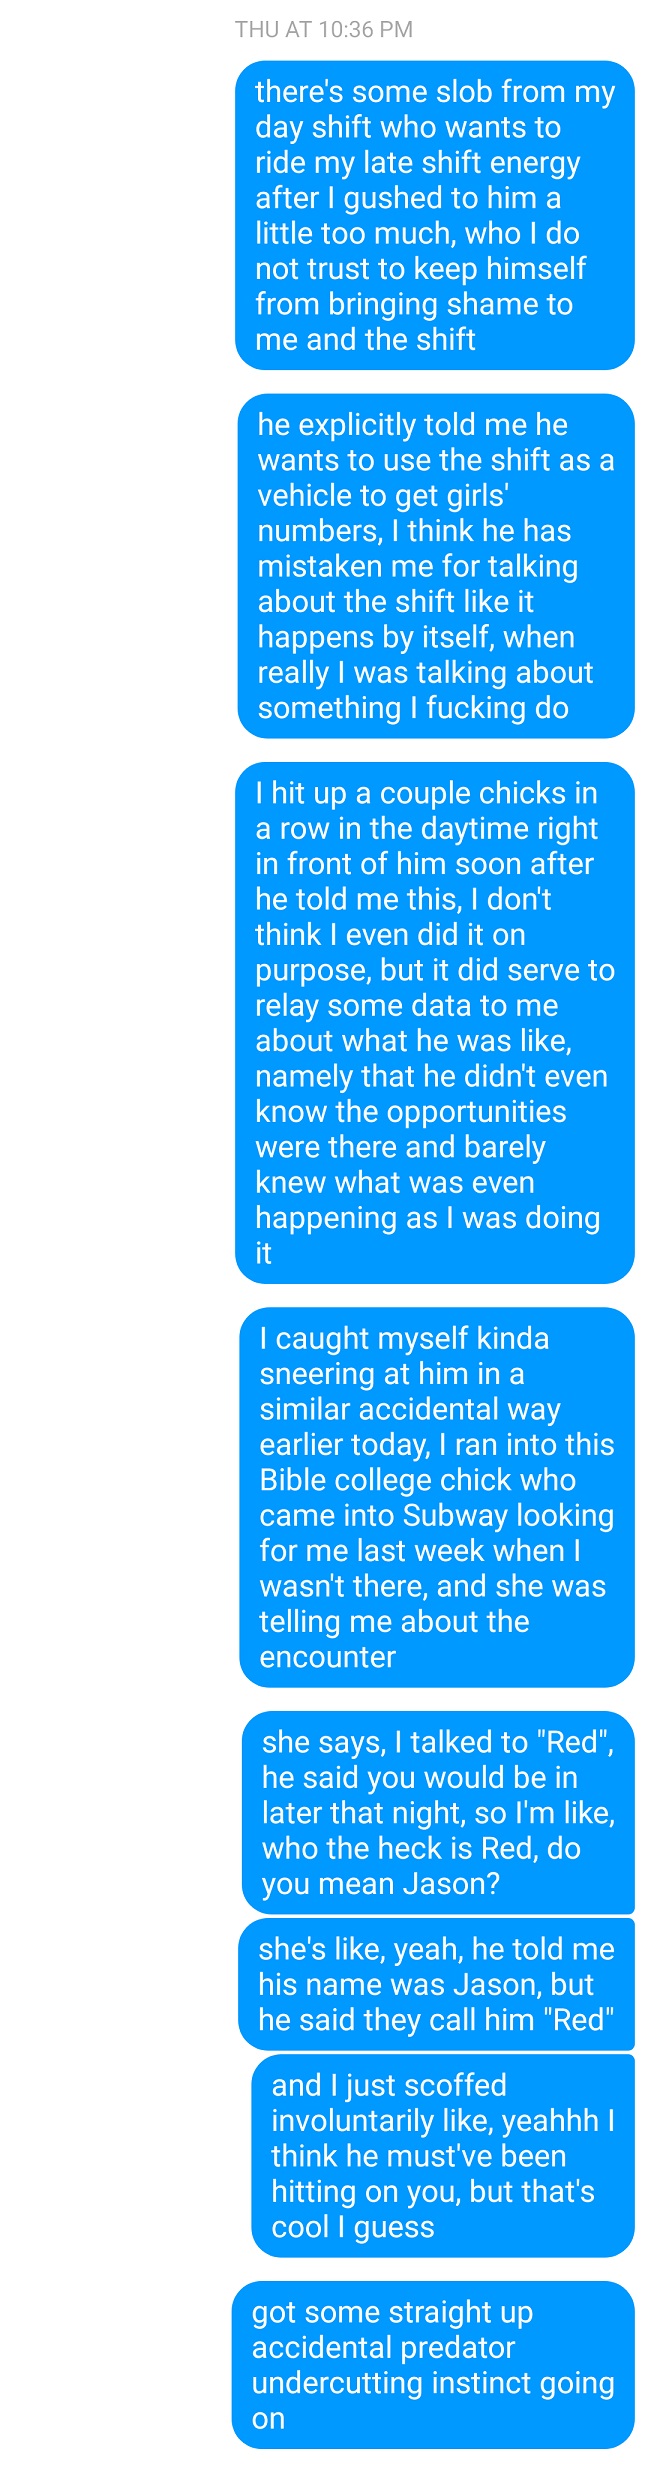 THU AT 10:36 PM
there's some slob from my
day shift who wants to
ride my late shift energy
after I gushed to him a
little too much, who I do
not trust to keep himself
from bringing shame to
me and the shift
he explicitly told me he
wants to use the shift as a
vehicle to get girls'
numbers, I think he has
mistaken me for talking
about the shift like it
happens by itself, when
really I was talking about
something I fucking do
I hit up a couple chicks in
a row in the daytime right
in front of him soon after
he told me this, I don't
think I even did it on
purpose, but it did serve to
relay some data to me
about what he was like,
namely that he didn't even
know the opportunities
were there and barely
knew what was even
happening as I was doing
it
I caught myself kinda
sneering at him in a
similar accidental way
earlier today, I ran into this
Bible college chick who
came into Subway looking
for me last week when I
wasn't there, and she was
telling me about the
encounter
she says, I talked to "Red",
he said you would be in
later that night, so I'm like,
who the heck is Red, do
you mean Jason?
she's like, yeah, he told me
his name was Jason, but
he said they call him "Red"
and I just scoffed
involuntarily like, yeahhh I
think he must've been
hitting on you, but that's
cool I guess
got some straight up
accidental predator
undercutting instinct going
on